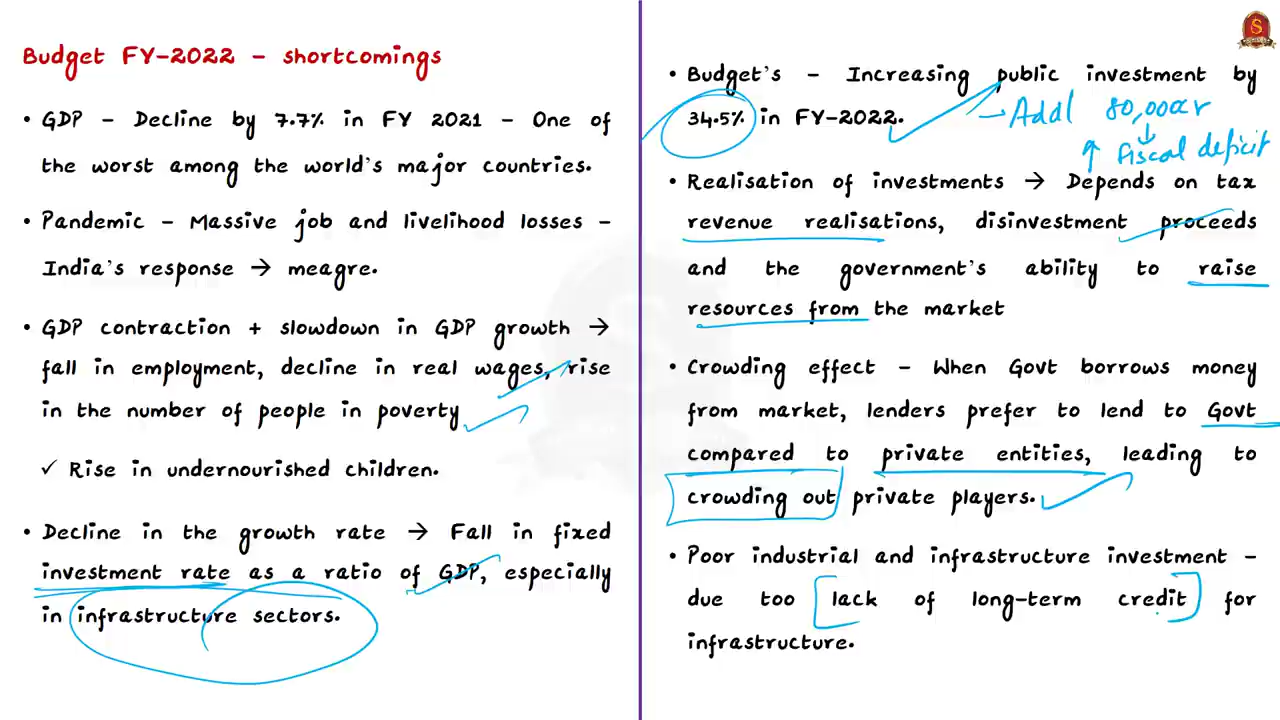 Budget FY-2022 - shortcomings
• GDP - Decline by 7.7% in FY 2021 - One of
the worst among the world's major countries.
• Pandemic - Massive job and livelihood losses -
India's response → meagre.
• GDP contraction + slowdown in GDP growth →
fall in employment, decline in real wages, rise
in the number of people in poverty
✓ Rise in undernourished children.
• Decline in the growth rate → Fall in fixed
investment rate as a ratio of GDP, especially
in infrastructure sectors.
• Budget's - Increasing public investment by
34.5% in FY-2022.
→ Addl 80,000cr
↓
↑ Fiscal deficit
• Realisation of investments → Depends on tax
revenue realisations, disinvestment proceeds
and the government's ability to raise
resources from the market
• Crowding effect - When Govt borrows money
from market, lenders prefer to lend to Govt
compared to private entities, leading to
crowding out private players.
• Poor industrial and infrastructure investment -
due too [lack of long-term credit] for
infrastructure.